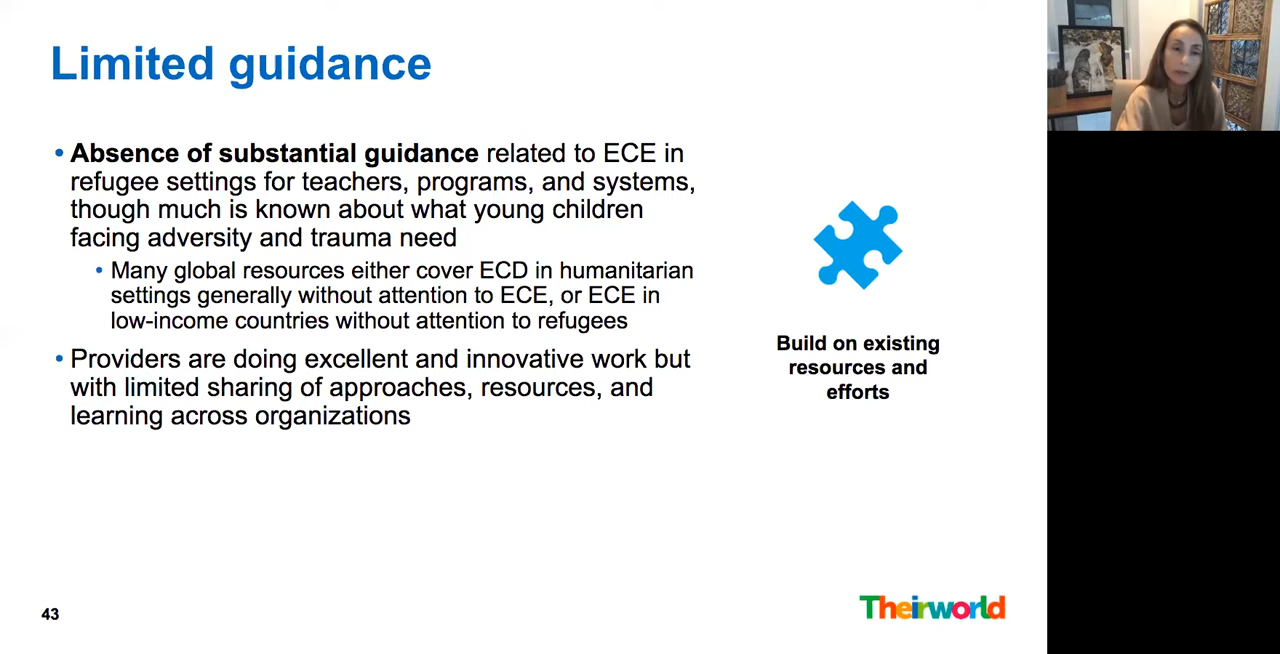 Limited guidance
• Absence of substantial guidance related to ECE in
refugee settings for teachers, programs, and systems,
though much is known about what young children
facing adversity and trauma need
• Many global resources either cover ECD in humanitarian
settings generally without attention to ECE, or ECE in
low-income countries without attention to refugees
• Providers are doing excellent and innovative work but
with limited sharing of approaches, resources, and
learning across organizations
Build on existing
resources and
efforts
43
Theirworld